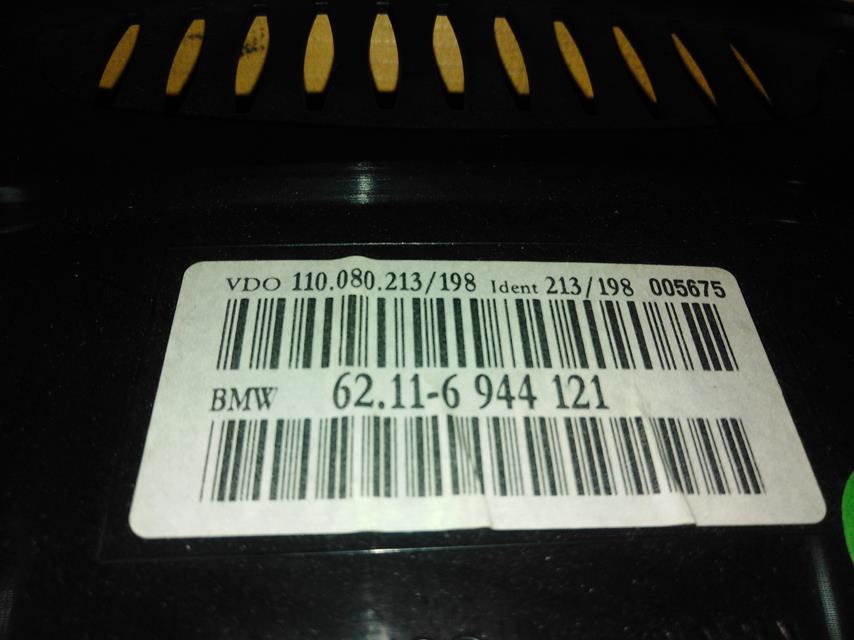 VDO 110.080.213/198 Ident 213/198 005675
BMW 62.11-6 944 121